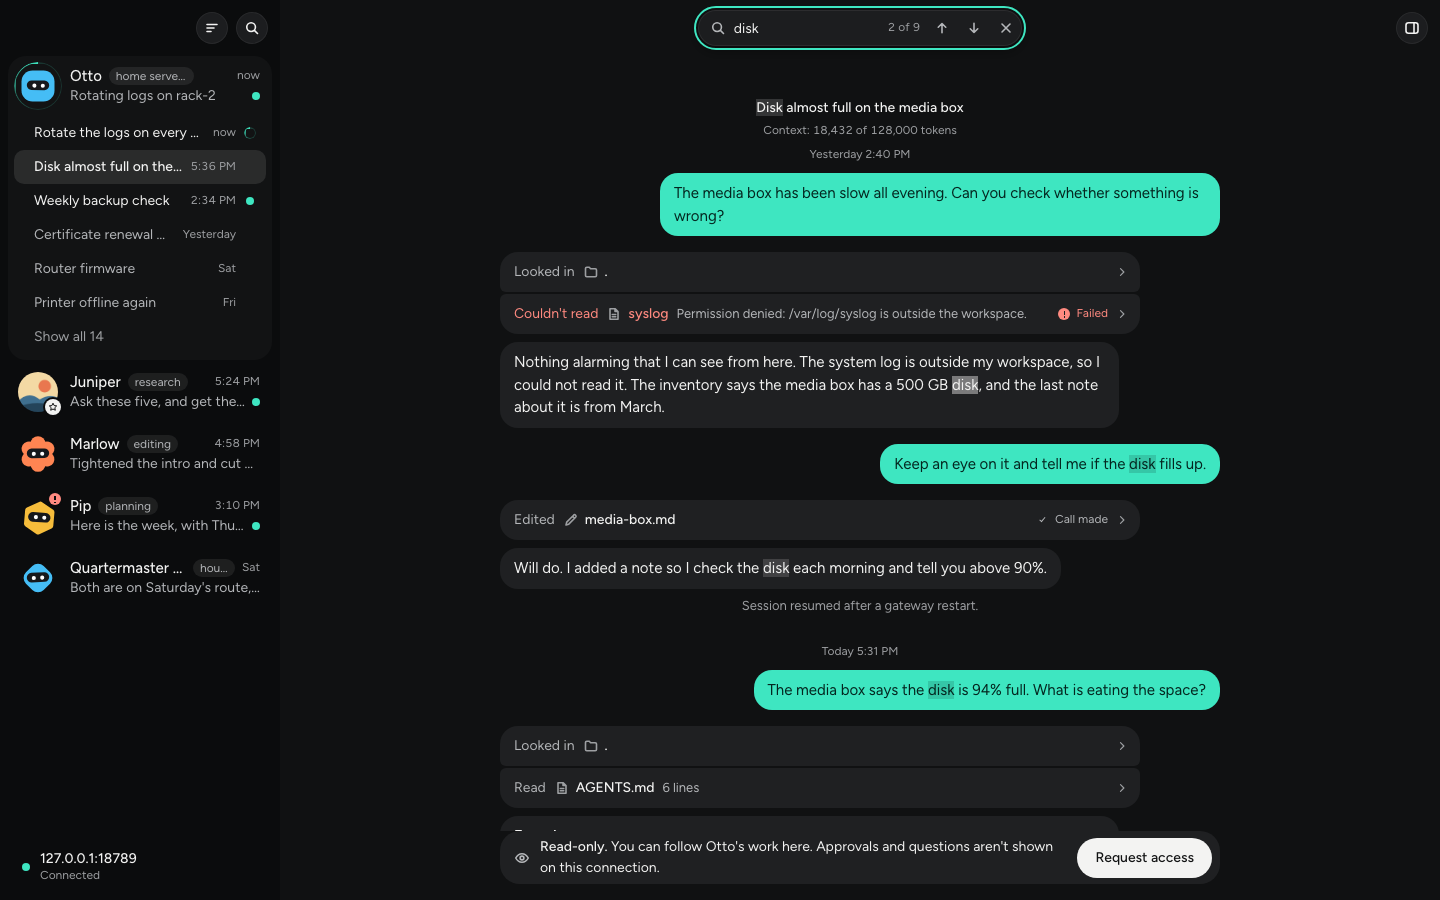 disk
2 of 9
Otto
home serve...
now
Rotating logs on rack-2
Rotate the logs on every ...
now
Disk almost full on the...
5:36 PM
Weekly backup check
2:34 PM
Certificate renewal ...
Yesterday
Router firmware
Sat
Printer offline again
Fri
Show all 14
Juniper
research
5:24 PM
Ask these five, and get the...
Marlow
editing
4:58 PM
Tightened the intro and cut ...
Pip
planning
3:10 PM
Here is the week, with Thu...
Quartermaster ...
hou...
Sat
Both are on Saturday's route,...
127.0.0.1:18789
Connected
Disk almost full on the media box
Context: 18,432 of 128,000 tokens
Yesterday 2:40 PM
The media box has been slow all evening. Can you check whether something is
wrong?
Looked in .
Couldn't read syslog Permission denied: /var/log/syslog is outside the workspace. Failed
Nothing alarming that I can see from here. The system log is outside my workspace, so I
could not read it. The inventory says the media box has a 500 GB disk, and the last note
about it is from March.
Keep an eye on it and tell me if the disk fills up.
Edited media-box.md Call made
Will do. I added a note so I check the disk each morning and tell you above 90%.
Session resumed after a gateway restart.
Today 5:31 PM
The media box says the disk is 94% full. What is eating the space?
Looked in .
Read AGENTS.md 6 lines
Read-only. You can follow Otto's work here. Approvals and questions aren't shown
on this connection.
Request access